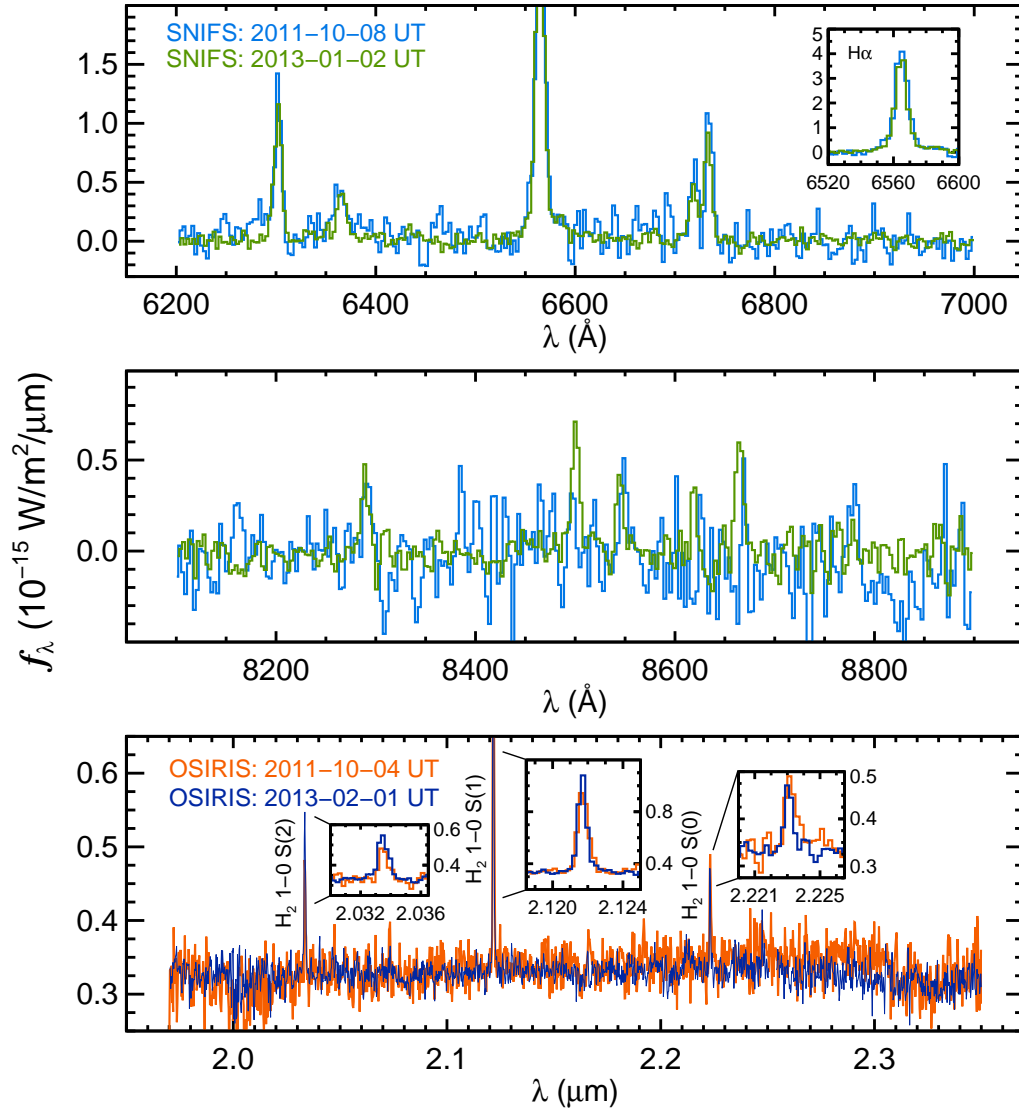 SNIFS: 2011−10−08 UT
SNIFS: 2013−01−02 UT
Hα
5
4
3
2
1
0
6520 6560 6600
1.5
1.0
0.5
0.0
6200 6400 6600 6800 7000
λ (Å)
0.5
0.0
8200 8400 8600 8800
λ (Å)
fλ (10⁻¹⁵ W/m²/μm)
OSIRIS: 2011−10−04 UT
OSIRIS: 2013−02−01 UT
H₂ 1−0 S(2)
0.6
0.4
2.032 2.036
H₂ 1−0 S(1)
0.8
0.4
2.120 2.124
H₂ 1−0 S(0)
0.5
0.4
0.3
2.221 2.225
0.6
0.5
0.4
0.3
2.0 2.1 2.2 2.3
λ (μm)